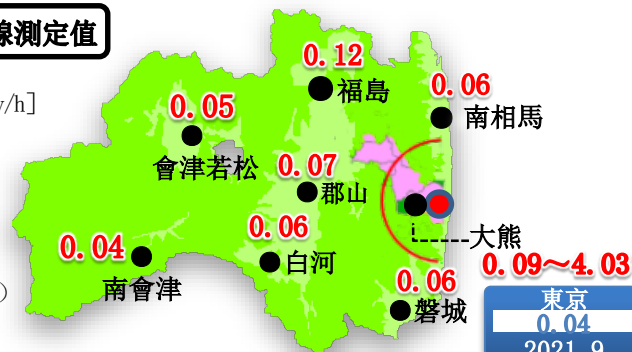 線測定值
y/h]
0.12
福島
0.06
南相馬
0.05
會津若松
0.07
郡山
0.06
白河
0.04
南會津
大熊
0.09～4.03
0.06
磐城
)
東京
0.04
2021.9